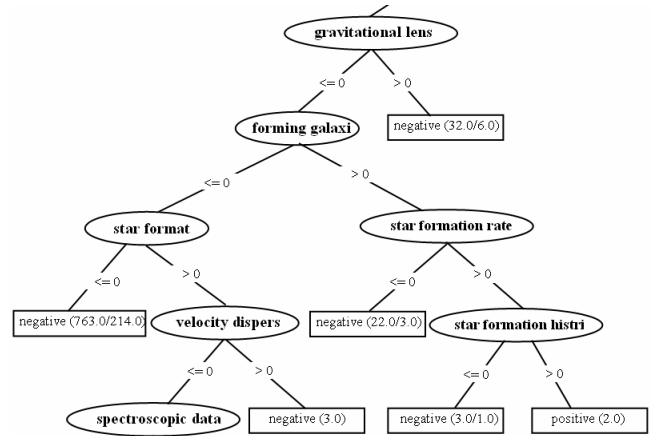 gravitational lens
<= 0
> 0
forming galaxi
negative (32.0/6.0)
<= 0
> 0
star format
star formation rate
<= 0
> 0
<= 0
> 0
negative (763.0/214.0)
velocity dispers
negative (22.0/3.0)
star formation histri
<= 0
> 0
<= 0
> 0
spectroscopic data
negative (3.0)
negative (3.0/1.0)
positive (2.0)